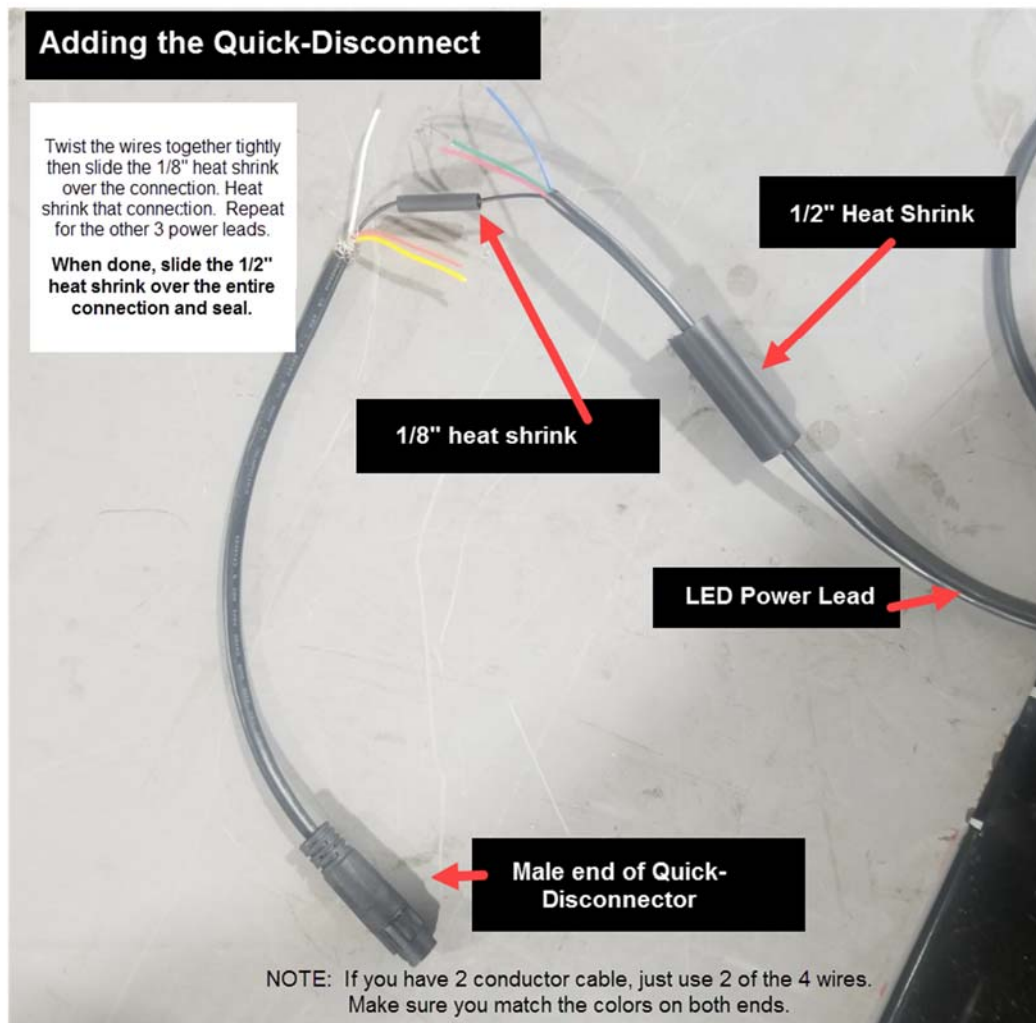 Adding the Quick-Disconnect
Twist the wires together tightly
then slide the 1/8" heat shrink
over the connection. Heat
shrink that connection.  Repeat
for the other 3 power leads.
When done, slide the 1/2"
heat shrink over the entire
connection and seal.
1/2" Heat Shrink
1/8" heat shrink
LED Power Lead
Male end of Quick-
Disconnector
NOTE:  If you have 2 conductor cable, just use 2 of the 4 wires.
Make sure you match the colors on both ends.